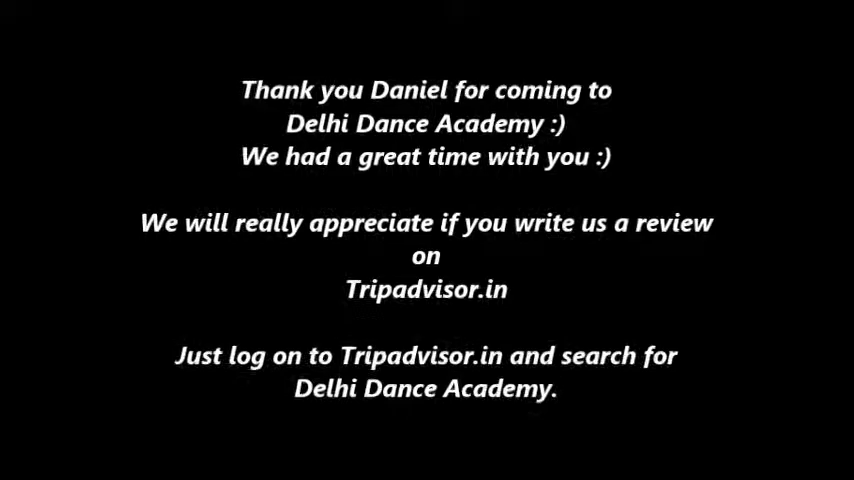 Thank you Daniel for coming to
Delhi Dance Academy :)
We had a great time with you :)
We will really appreciate if you write us a review
on
Tripadvisor.in
Just log on to Tripadvisor.in and search for
Delhi Dance Academy.